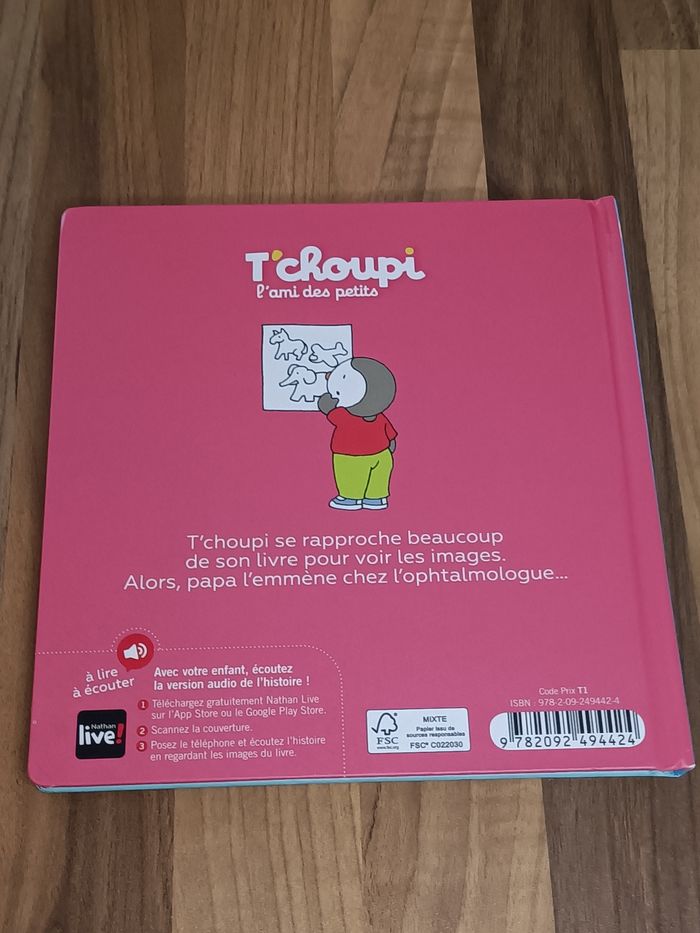 T'choupi
l'ami des petits
T'choupi se rapproche beaucoup
de son livre pour voir les images.
Alors, papa l'emmène chez l'ophtalmologue...
à lire
à écouter
Avec votre enfant, écoutez
la version audio de l'histoire !
1 Téléchargez gratuitement Nathan Live
sur l'App Store ou le Google Play Store.
2 Scannez la couverture.
3 Posez le téléphone et écoutez l'histoire
en regardant les images du livre.
Nathan
live!
FSC
www.fsc.org
MIXTE
Papier issu de
sources responsables
FSC® C022030
Code Prix T1
ISBN : 978-2-09-249442-4
9 782092 494424